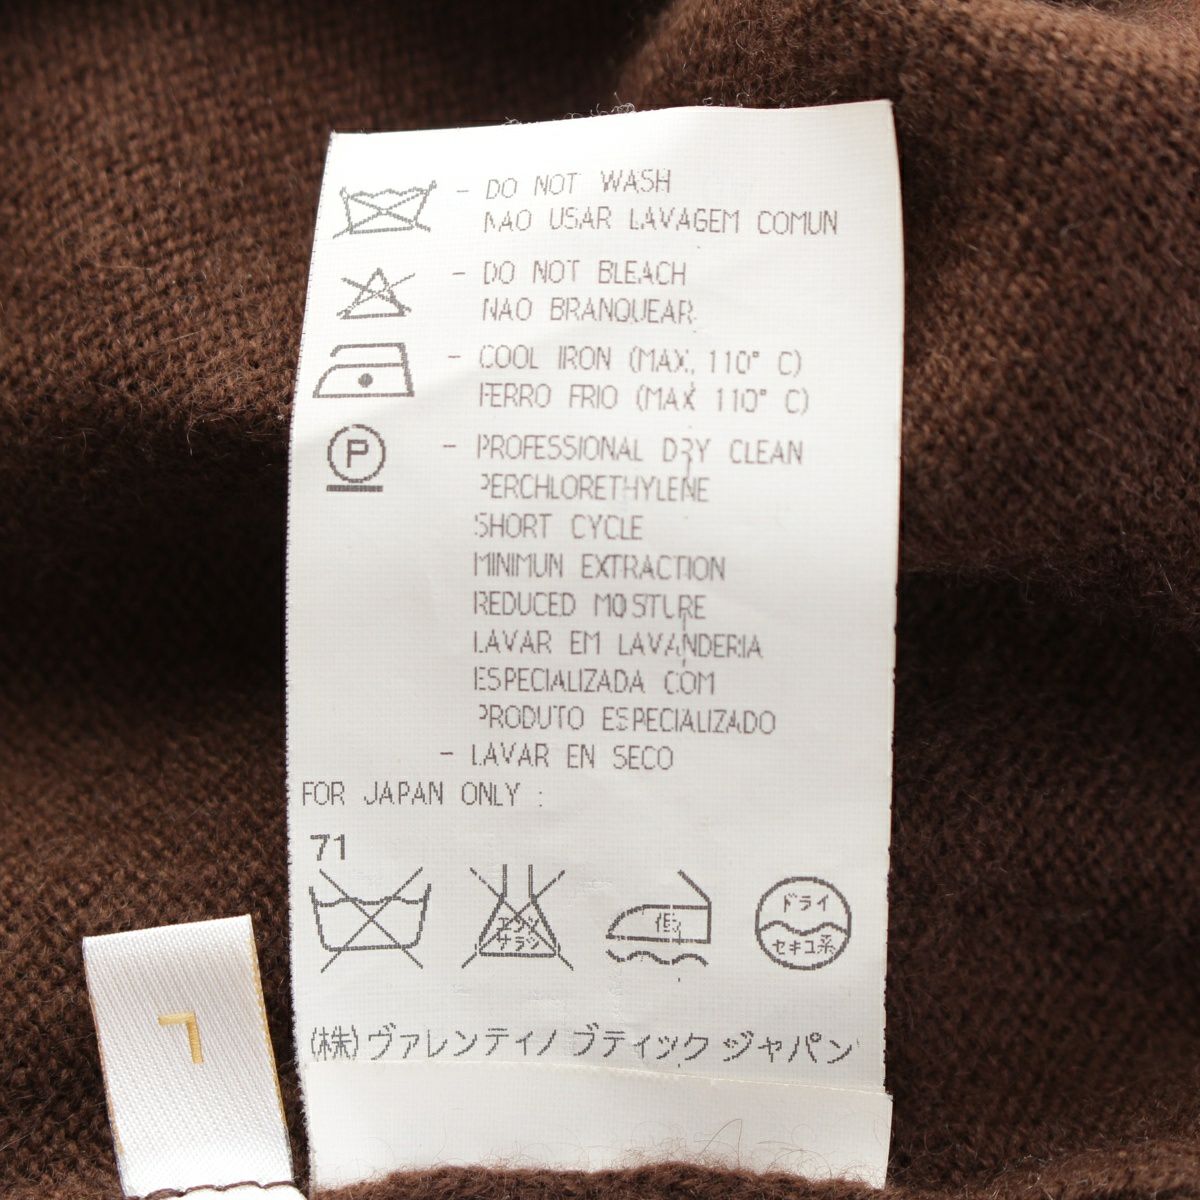 - DO NOT WASH
NAO USAR LAVAGEM COMUN
- DO NOT BLEACH
NAO BRANQUEAR
- COOL IRON (MAX, 110° C)
FERRO FRIO (MAX 110° C)
P
- PROFESSIONAL DRY CLEAN
PERCHLORETHYLENE
SHORT CYCLE
MINIMUN EXTRACTION
REDUCED MOSTURE
LAVAR EM LAVANDERIA
ESPECIALIZADA COM
PRODUTO ESPECIALIZADO
- LAVAR EN SECO
FOR JAPAN ONLY :
71
エンソ
サラシ
低
ドライ
セキユ系
(株)ヴァレンティノ ブティック ジャパン
L